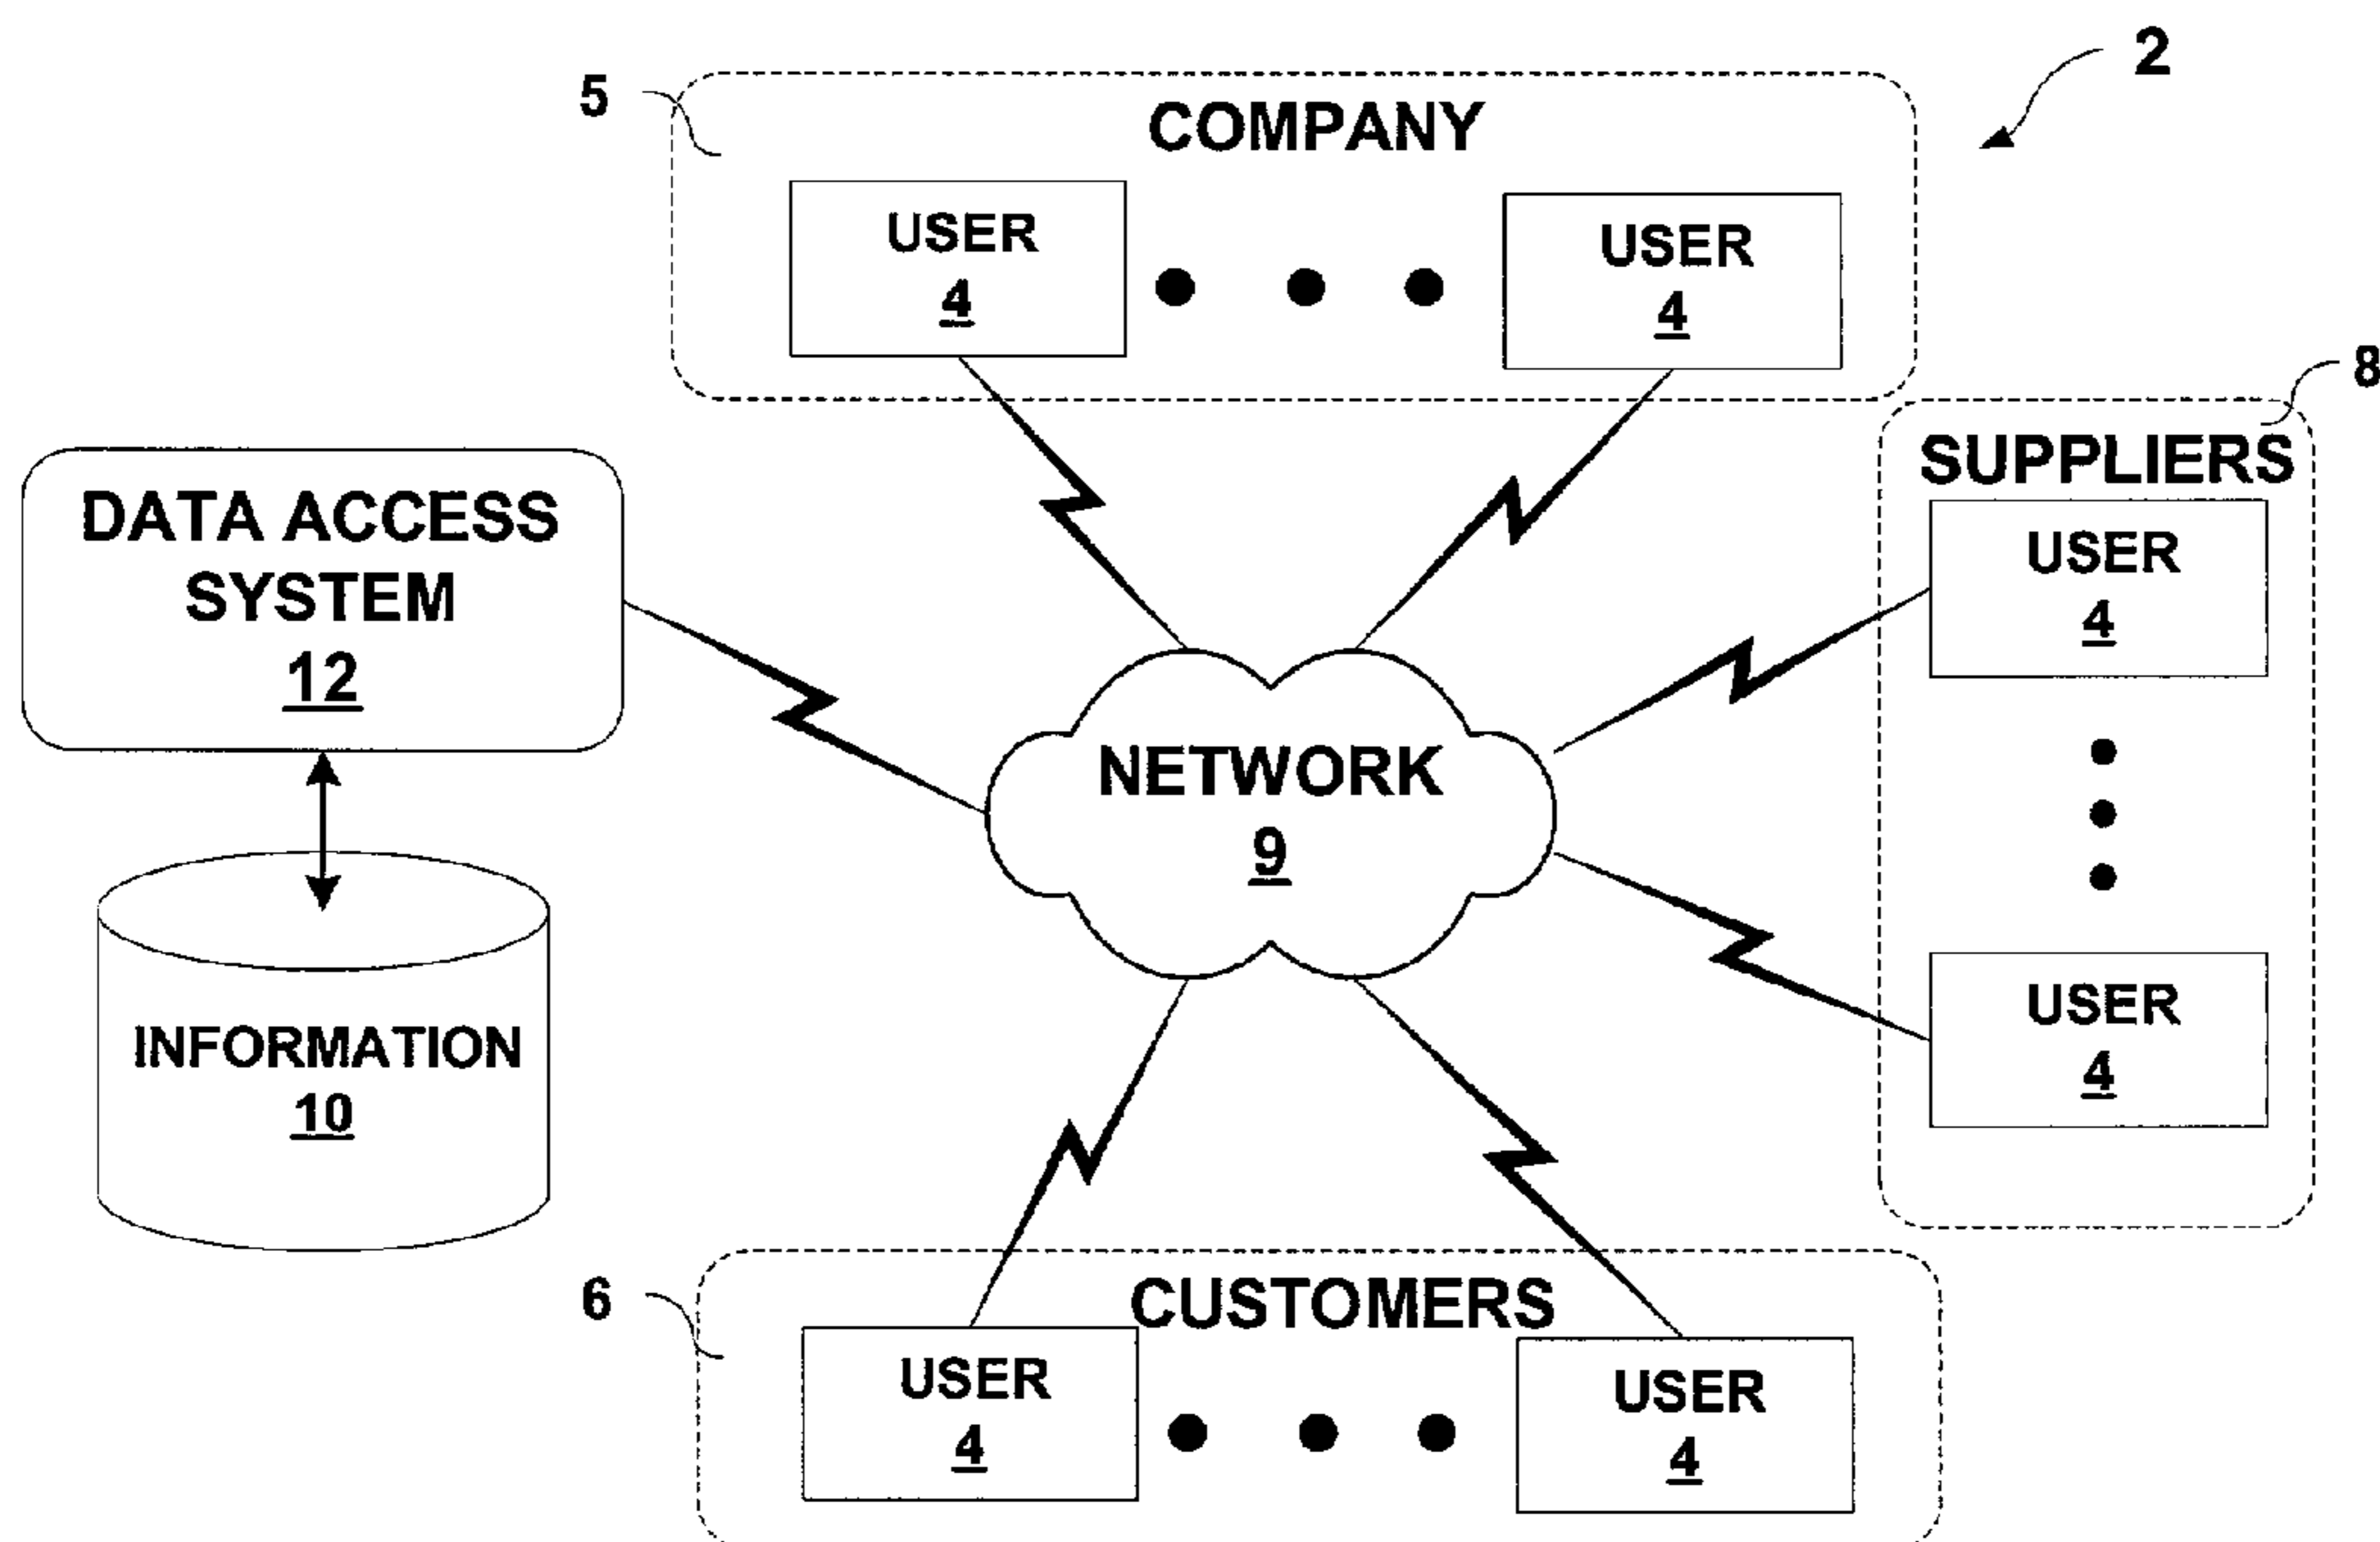 2
5
COMPANY
USER
4
USER
4
8
SUPPLIERS
USER
4
USER
4
DATA ACCESS
SYSTEM
12
NETWORK
9
INFORMATION
10
6
CUSTOMERS
USER
4
USER
4